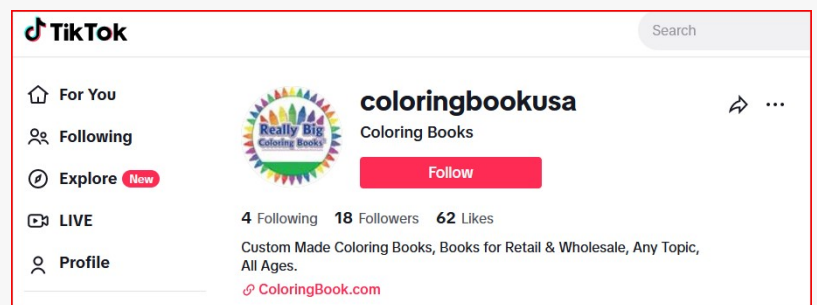 TikTok
Search
For You
Following
Explore New
LIVE
Profile
Really Big
Coloring Books
coloringbookusa
Coloring Books
Follow
4 Following 18 Followers 62 Likes
Custom Made Coloring Books, Books for Retail & Wholesale, Any Topic,
All Ages.
ColoringBook.com